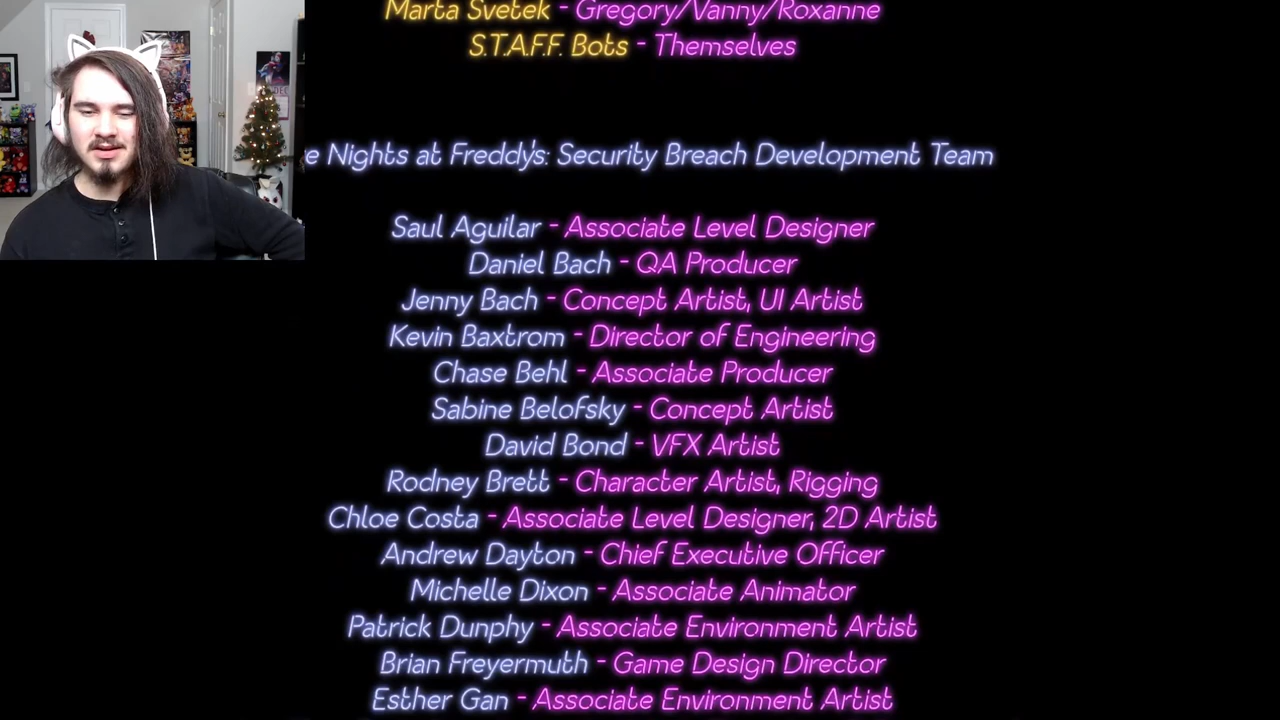 Marta Svetek - Gregory/Vanny/Roxanne
S.T.A.F.F. Bots - Themselves
e Nights at Freddy's: Security Breach Development Team
Saul Aguilar - Associate Level Designer
Daniel Bach - QA Producer
Jenny Bach - Concept Artist, UI Artist
Kevin Baxtrom - Director of Engineering
Chase Behl - Associate Producer
Sabine Belofsky - Concept Artist
David Bond - VFX Artist
Rodney Brett - Character Artist, Rigging
Chloe Costa - Associate Level Designer, 2D Artist
Andrew Dayton - Chief Executive Officer
Michelle Dixon - Associate Animator
Patrick Dunphy - Associate Environment Artist
Brian Freyermuth - Game Design Director
Esther Gan - Associate Environment Artist